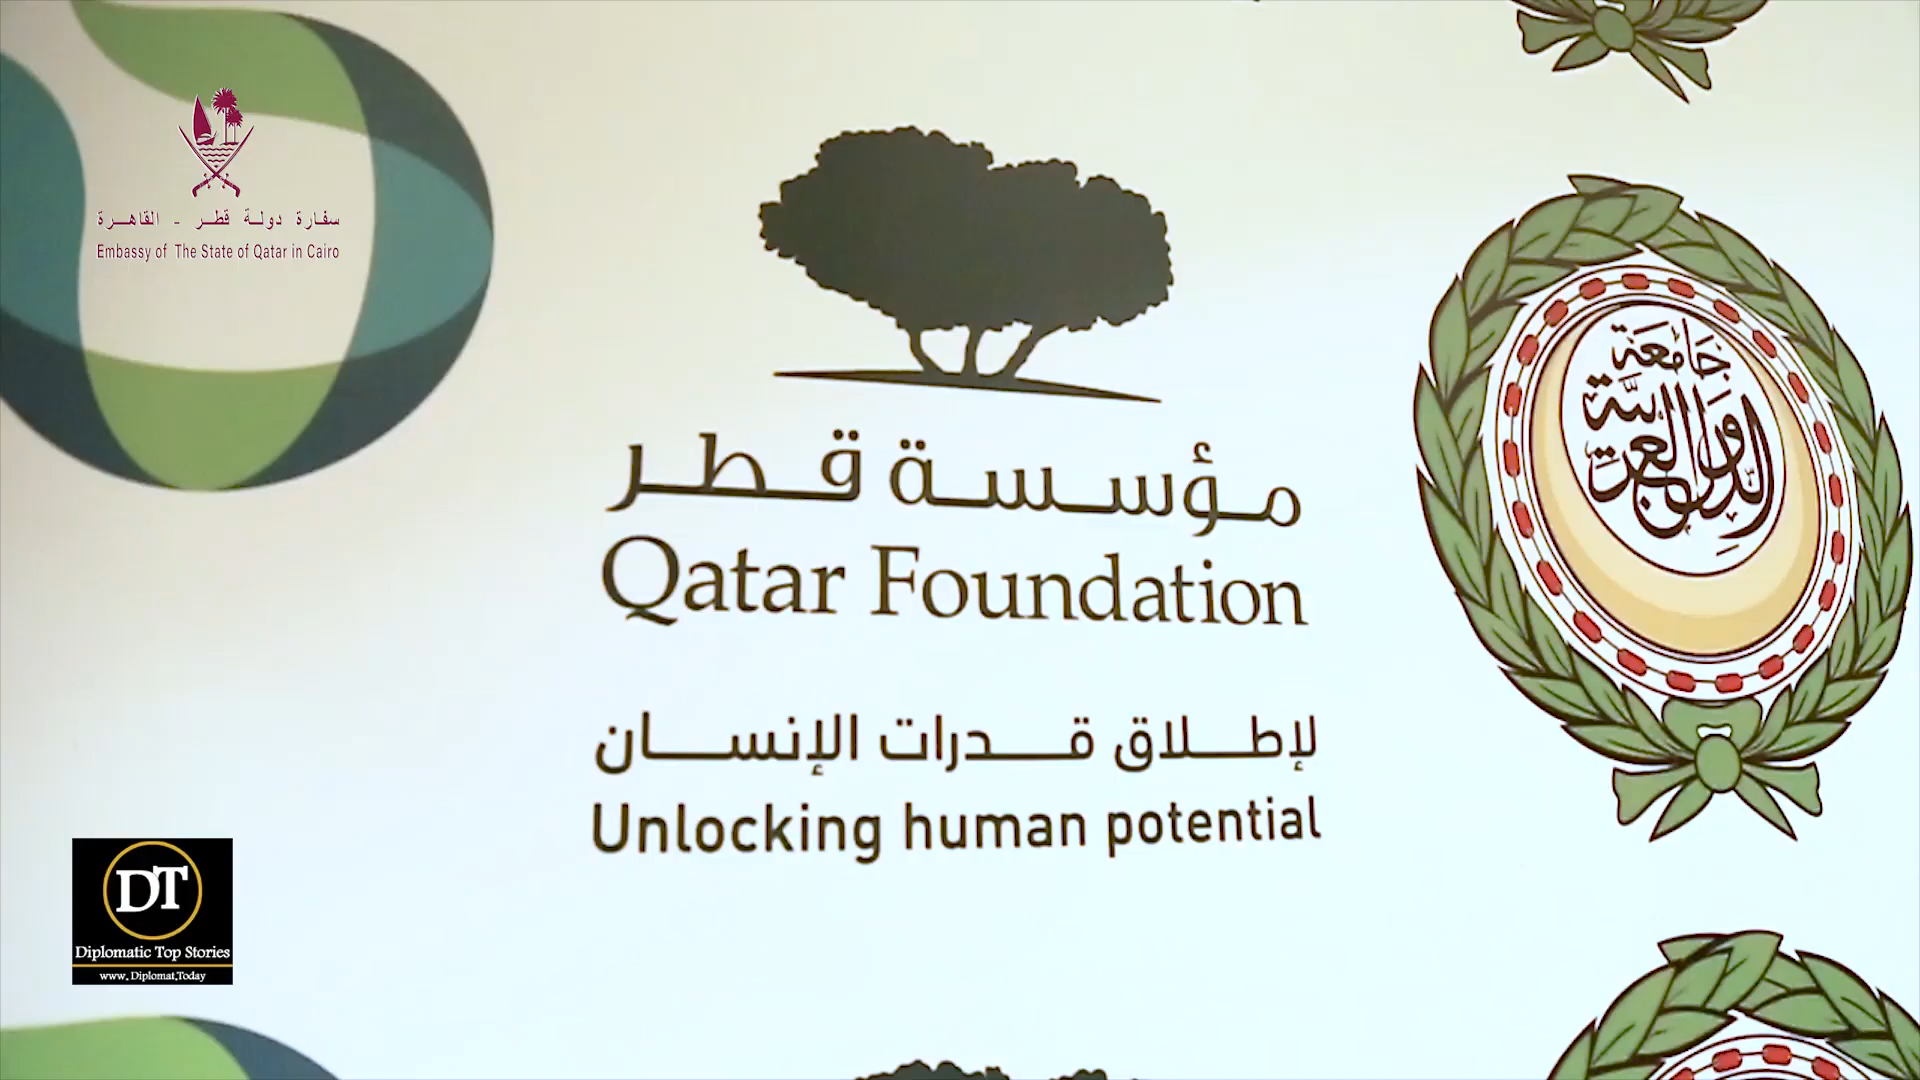 سفارة دولة قطر - القاهرة
Embassy of The State of Qatar in Cairo
مؤسسة قطر
Qatar Foundation
لإطلاق قدرات الإنسان
Unlocking human potential
جامعة
الدول العربية
DT
Diplomatic Top Stories
www.Diplomat.Today